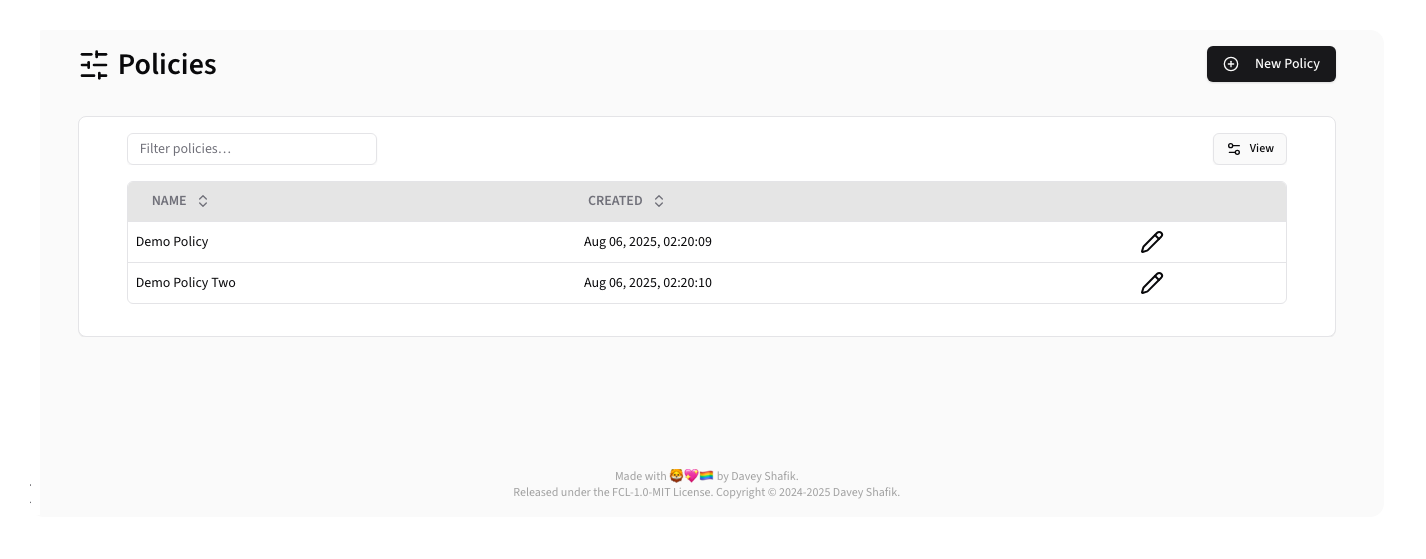 Policies
New Policy
Filter policies...
View
NAME CREATED
Demo Policy Aug 06, 2025, 02:20:09
Demo Policy Two Aug 06, 2025, 02:20:10
Made with 🦁💖🏳️‍🌈 by Davey Shafik.
Released under the FCL-1.0-MIT License. Copyright © 2024-2025 Davey Shafik.